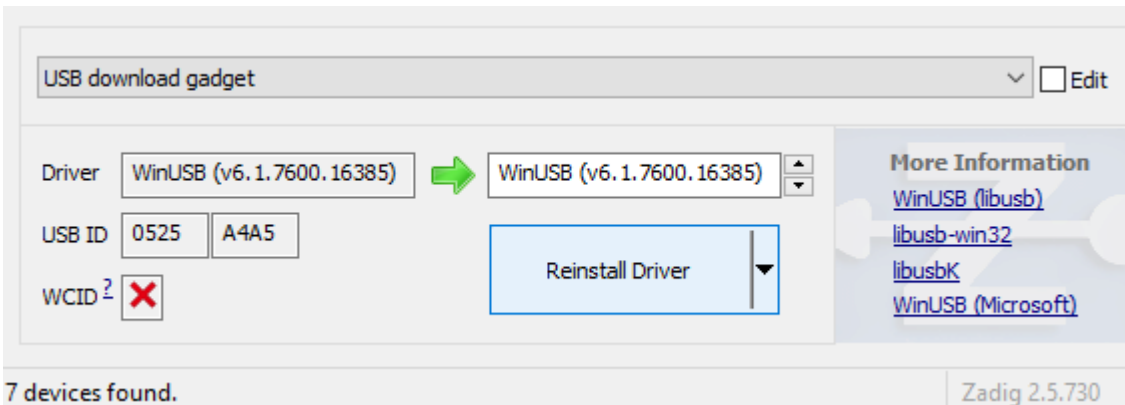 USB download gadget
Edit
Driver WinUSB (v6.1.7600.16385) WinUSB (v6.1.7600.16385)
USB ID 0525 A4A5
WCID ?
Reinstall Driver
More Information
WinUSB (libusb)
libusb-win32
libusbK
WinUSB (Microsoft)
7 devices found.
Zadig 2.5.730